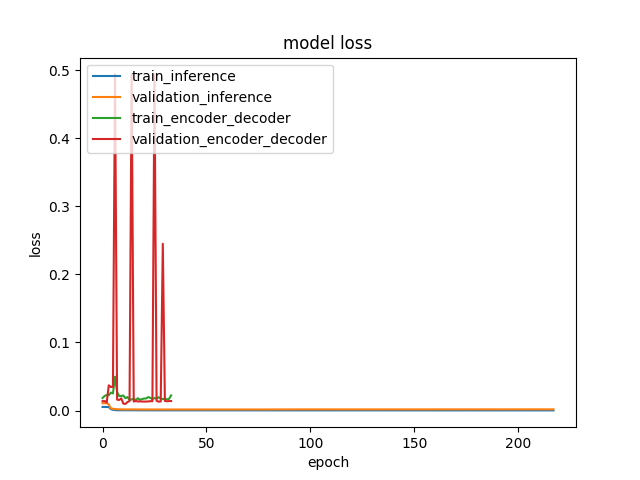 model loss
train_inference
validation_inference
train_encoder_decoder
validation_encoder_decoder
0.5
0.4
0.3
0.2
0.1
0.0
loss
0 50 100 150 200
epoch